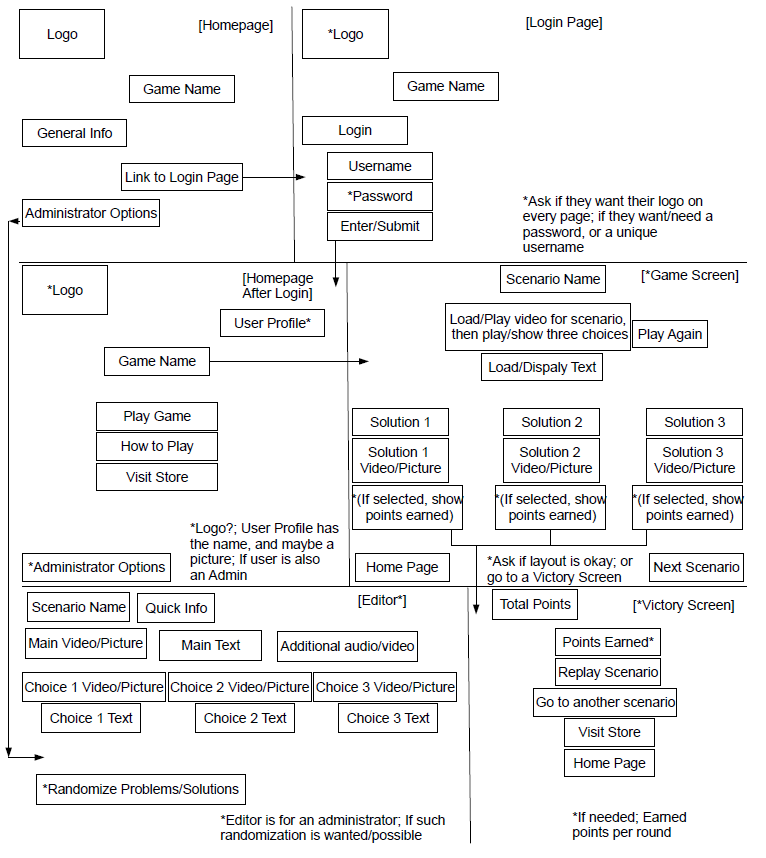 Logo
[Homepage]
Game Name
General Info
Link to Login Page
Administrator Options
*Logo
[Login Page]
Game Name
Login
Username
*Password
Enter/Submit
*Ask if they want their logo on
every page; if they want/need a
password, or a unique
username
*Logo
[Homepage
After Login]
User Profile*
Game Name
Play Game
How to Play
Visit Store
*Logo?; User Profile has
the name, and maybe a
picture; If user is also
an Admin
*Administrator Options
Scenario Name
[*Game Screen]
Load/Play video for scenario,
then play/show three choices
Play Again
Load/Dispaly Text
Solution 1
Solution 2
Solution 3
Solution 1
Video/Picture
Solution 2
Video/Picture
Solution 3
Video/Picture
*(If selected, show
points earned)
*(If selected, show
points earned)
*(If selected, show
points earned)
Home Page
*Ask if layout is okay; or
go to a Victory Screen
Next Scenario
[Editor*]
Scenario Name
Quick Info
Main Video/Picture
Main Text
Additional audio/video
Choice 1 Video/Picture
Choice 2 Video/Picture
Choice 3 Video/Picture
Choice 1 Text
Choice 2 Text
Choice 3 Text
*Randomize Problems/Solutions
*Editor is for an administrator; If such
randomization is wanted/possible
Total Points
[*Victory Screen]
Points Earned*
Replay Scenario
Go to another scenario
Visit Store
Home Page
*If needed; Earned
points per round